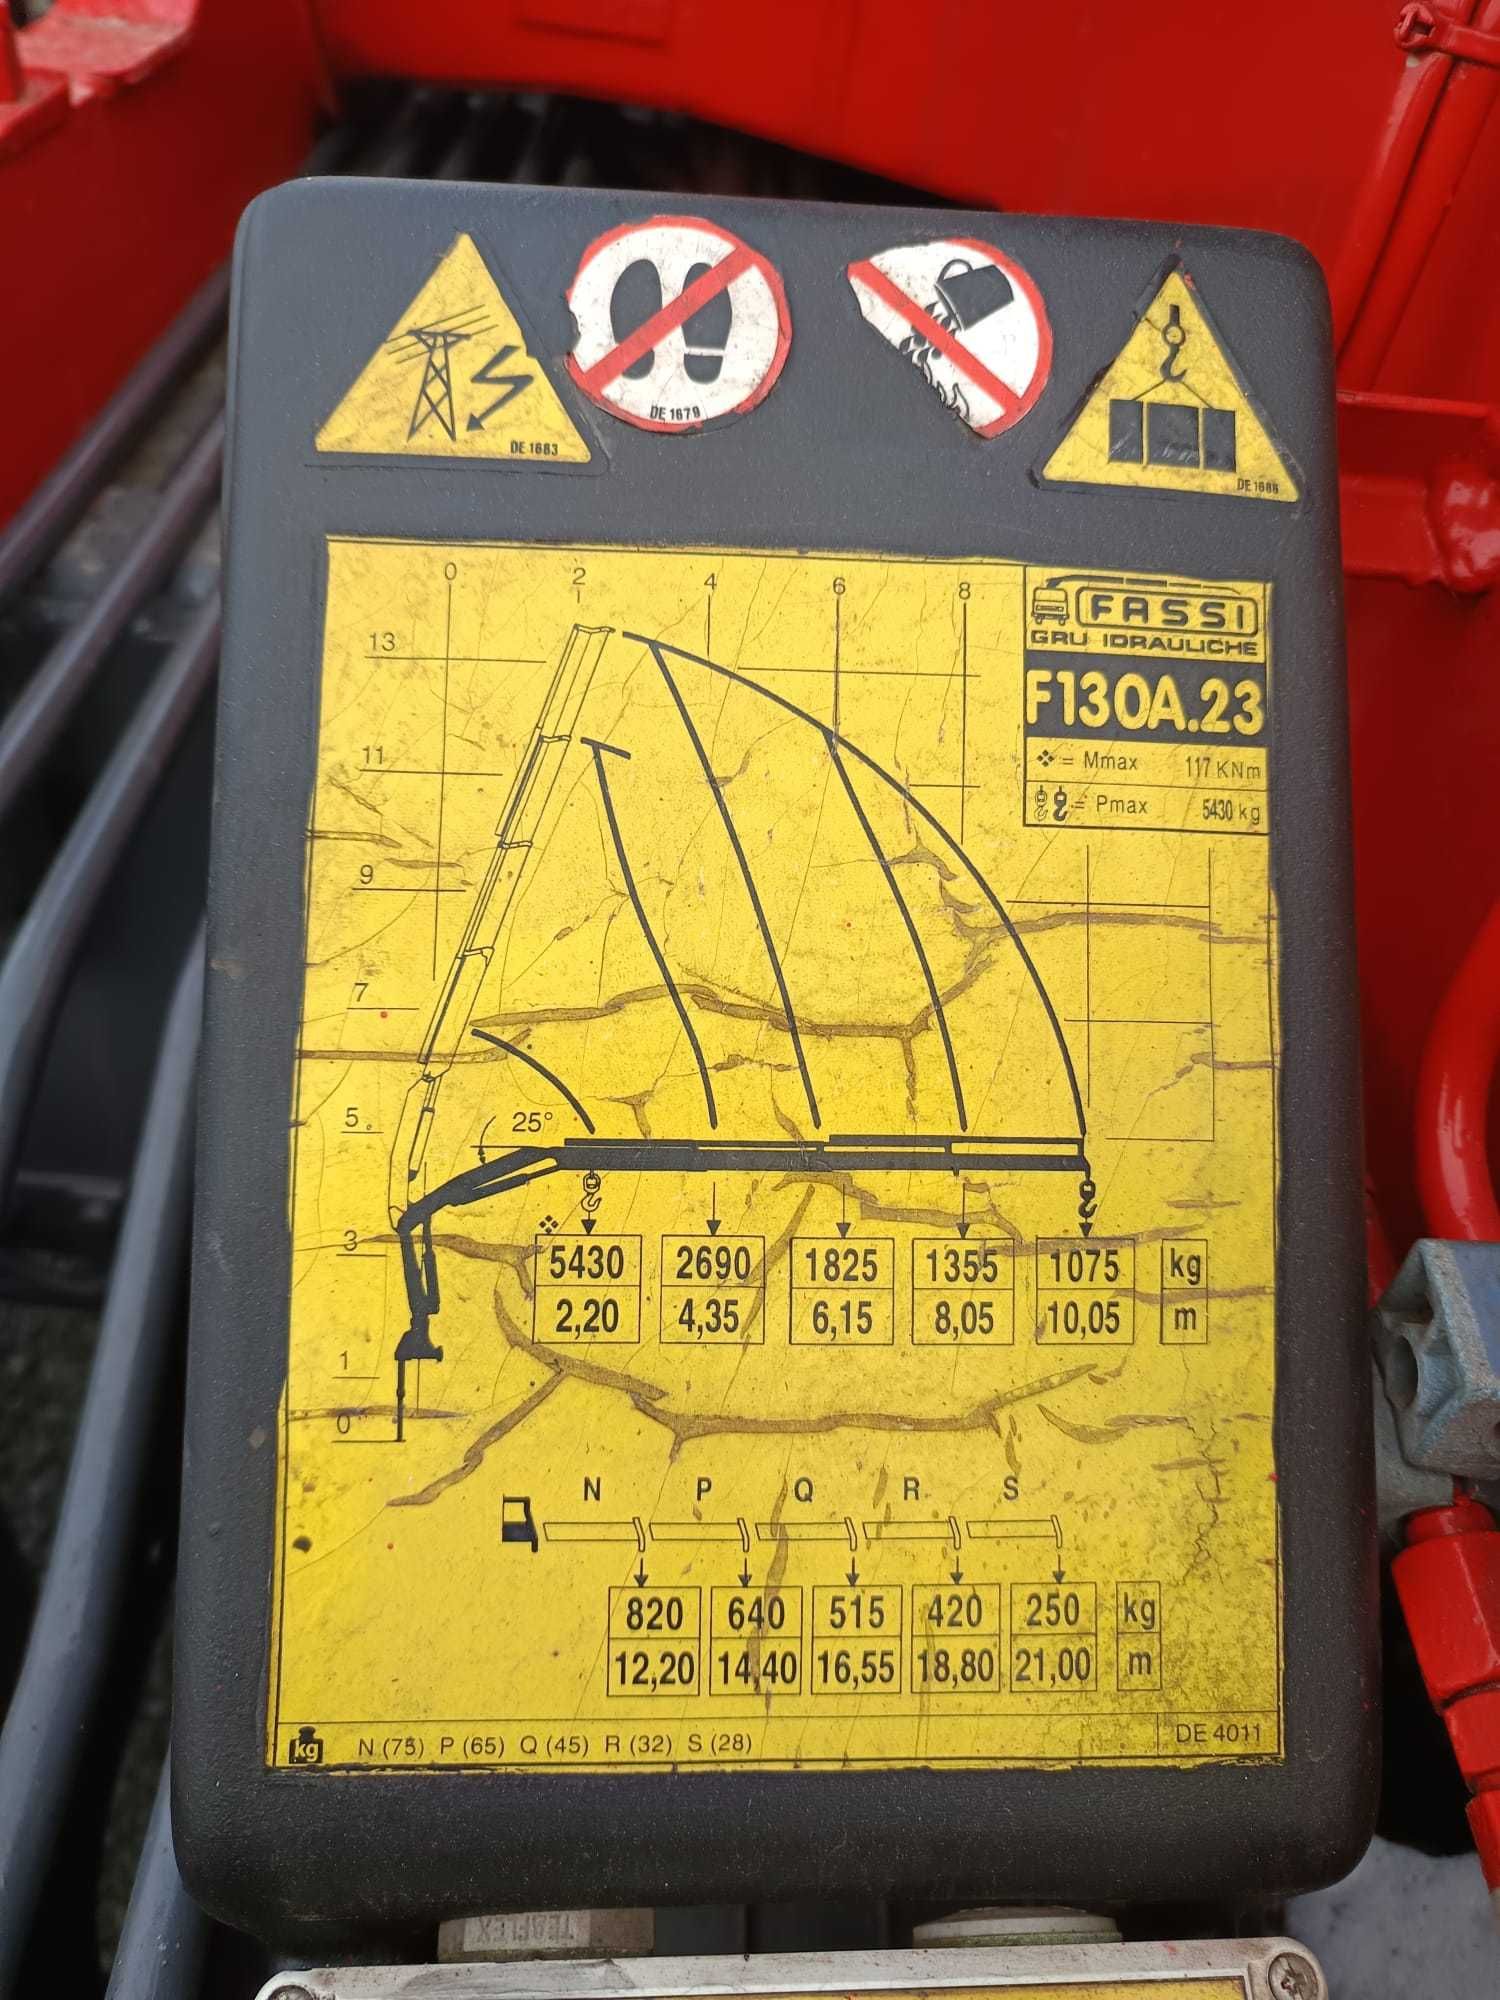 DE 1683
DE 1679
DE 1686
0 2 4 6 8
13
11
9
7
5
3
1
0
FASSI
GRU IDRAULICHE
F130A.23
= Mmax 117 KNm
= Pmax 5430 kg
25°
5430 2690 1825 1355 1075 kg
2,20 4,35 6,15 8,05 10,05 m
N P Q R S
820 640 515 420 250 kg
12,20 14,40 16,55 18,80 21,00 m
kg N (75) P (65) Q (45) R (32) S (28) DE 4011